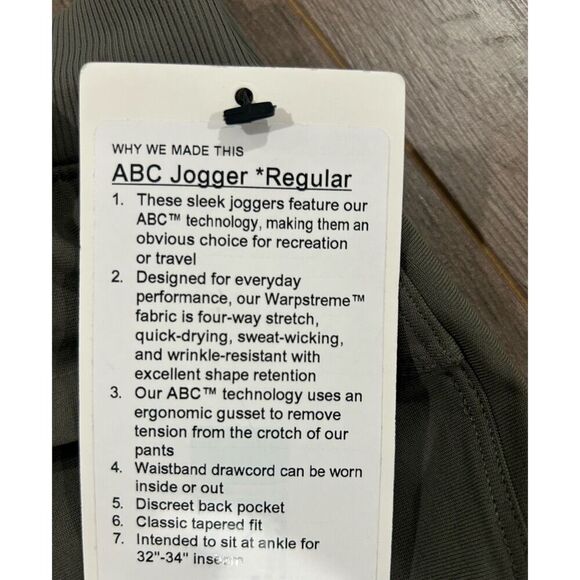 WHY WE MADE THIS
ABC Jogger *Regular
1. These sleek joggers feature our
ABC™ technology, making them an
obvious choice for recreation
or travel
2. Designed for everyday
performance, our Warpstreme™
fabric is four-way stretch,
quick-drying, sweat-wicking,
and wrinkle-resistant with
excellent shape retention
3. Our ABC™ technology uses an
ergonomic gusset to remove
tension from the crotch of our
pants
4. Waistband drawcord can be worn
inside or out
5. Discreet back pocket
6. Classic tapered fit
7. Intended to sit at ankle for
32"-34" inseam